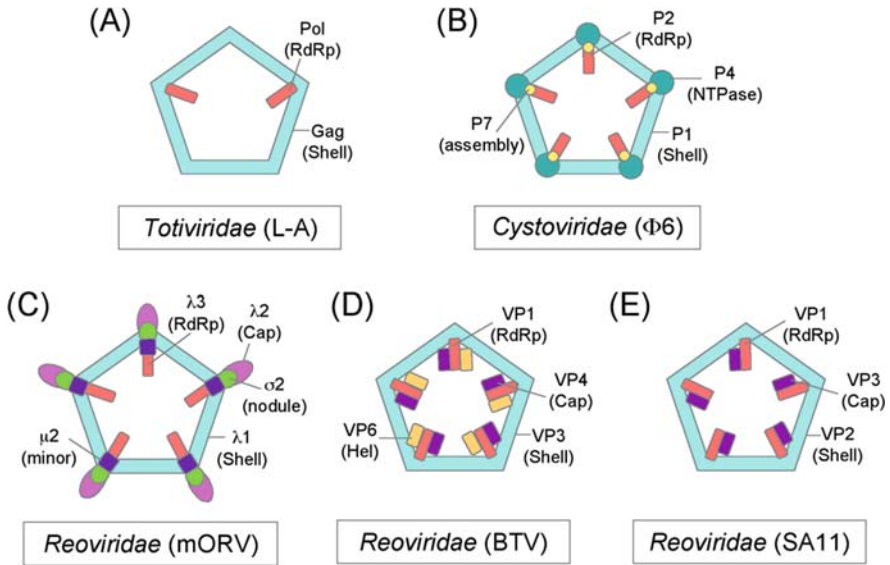 (A)
Pol
(RdRp)
Gag
(Shell)
Totiviridae (L-A)
(B)
P2
(RdRp)
P4
(NTPase)
P7
(assembly)
P1
(Shell)
Cystoviridae (Φ6)
(C)
λ3
(RdRp)
λ2
(Cap)
σ2
(nodule)
μ2
(minor)
λ1
(Shell)
Reoviridae (mORV)
(D)
VP1
(RdRp)
VP4
(Cap)
VP6
(Hel)
VP3
(Shell)
Reoviridae (BTV)
(E)
VP1
(RdRp)
VP3
(Cap)
VP2
(Shell)
Reoviridae (SA11)